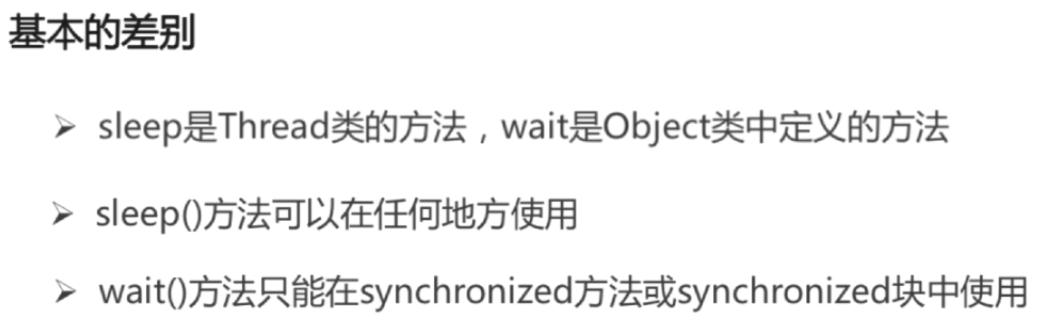 基本的差别
➢ sleep是Thread类的方法，wait是Object类中定义的方法
➢ sleep()方法可以在任何地方使用
➢ wait()方法只能在synchronized方法或synchronized块中使用